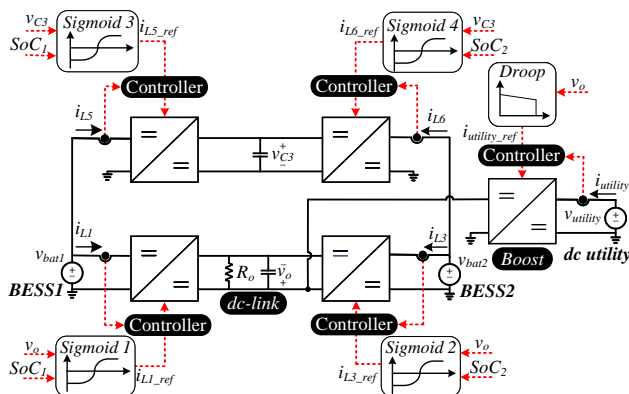 v_C3
SoC_1
Sigmoid 3
i_L5_ref
i_L6_ref
Sigmoid 4
v_C3
SoC_2
Controller
Controller
Droop
v_o
i_L5
i_L6
i_utility_ref
Controller
v_C3
+
−
i_utility
v_utility
+
−
i_L1
i_L3
Boost
dc utility
v_bat1
+
−
R_o
−
v_o
+
v_bat2
+
−
BESS1
dc-link
BESS2
Controller
Controller
v_o
SoC_1
Sigmoid 1
i_L1_ref
i_L3_ref
Sigmoid 2
v_o
SoC_2